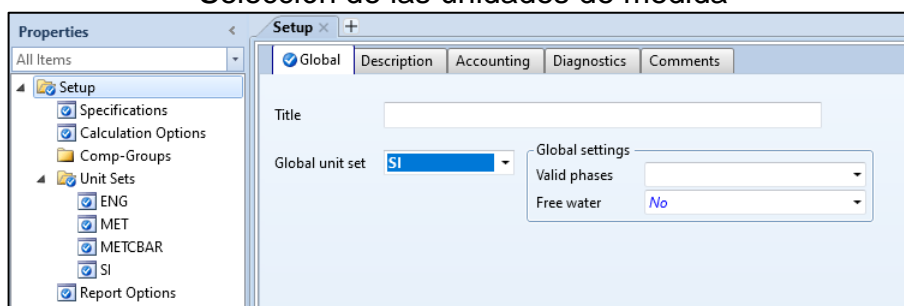 Selección de las unidades de medida
Properties <
All Items
Setup
Specifications
Calculation Options
Comp-Groups
Unit Sets
ENG
MET
METCBAR
SI
Report Options
Setup × +
Global Description Accounting Diagnostics Comments
Title
Global unit set SI
Global settings
Valid phases
Free water No